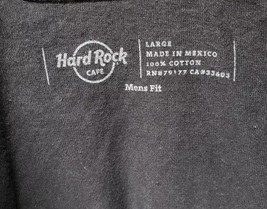 Hard Rock
CAFE
LARGE
MADE IN MEXICO
100% COTTON
RN#79177 CA#33603
Mens Fit